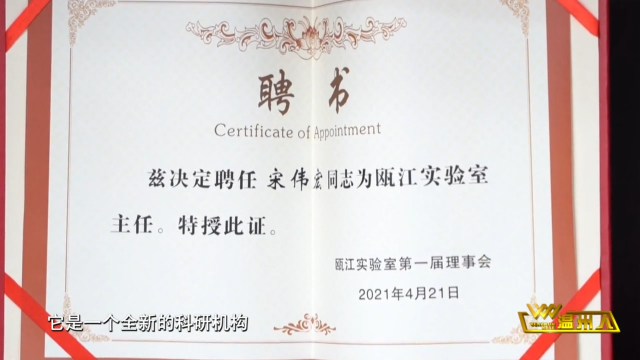 聘书
Certificate of Appointment
兹决定聘任 宋伟宏同志为瓯江实验室
主任。特授此证。
瓯江实验室第一届理事会
2021年4月21日
它是一个全新的科研机构
温州人